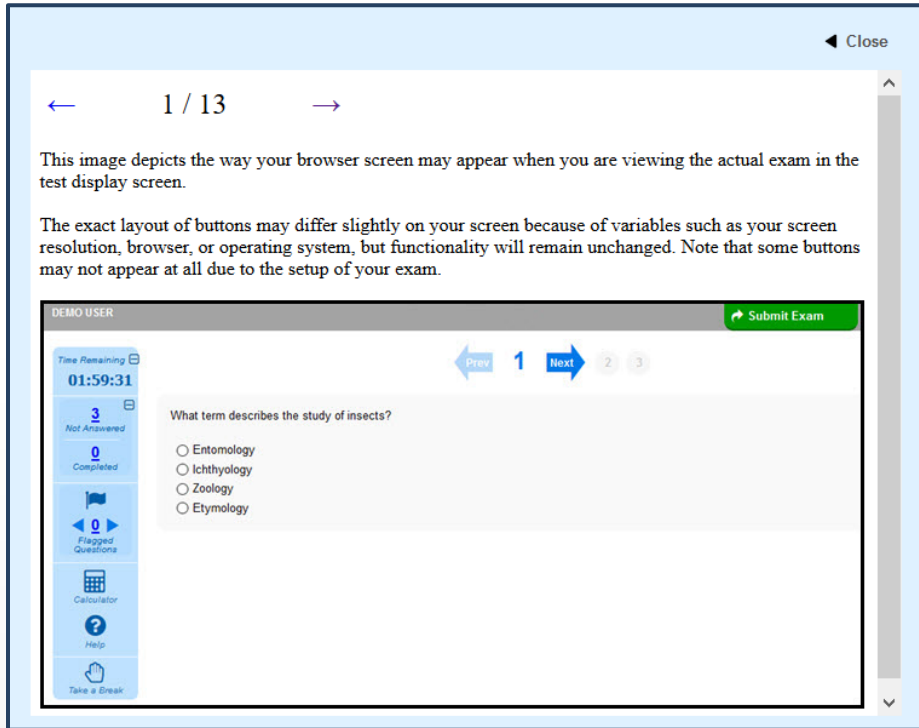 Close
← 1 / 13 →
This image depicts the way your browser screen may appear when you are viewing the actual exam in the
test display screen.
The exact layout of buttons may differ slightly on your screen because of variables such as your screen
resolution, browser, or operating system, but functionality will remain unchanged. Note that some buttons
may not appear at all due to the setup of your exam.
DEMO USER
Submit Exam
Prev 1 Next 2 3
Time Remaining
01:59:31
3
Not Answered
0
Completed
0
Flagged
Questions
Calculator
Help
Take a Break
What term describes the study of insects?
Entomology
Ichthyology
Zoology
Etymology